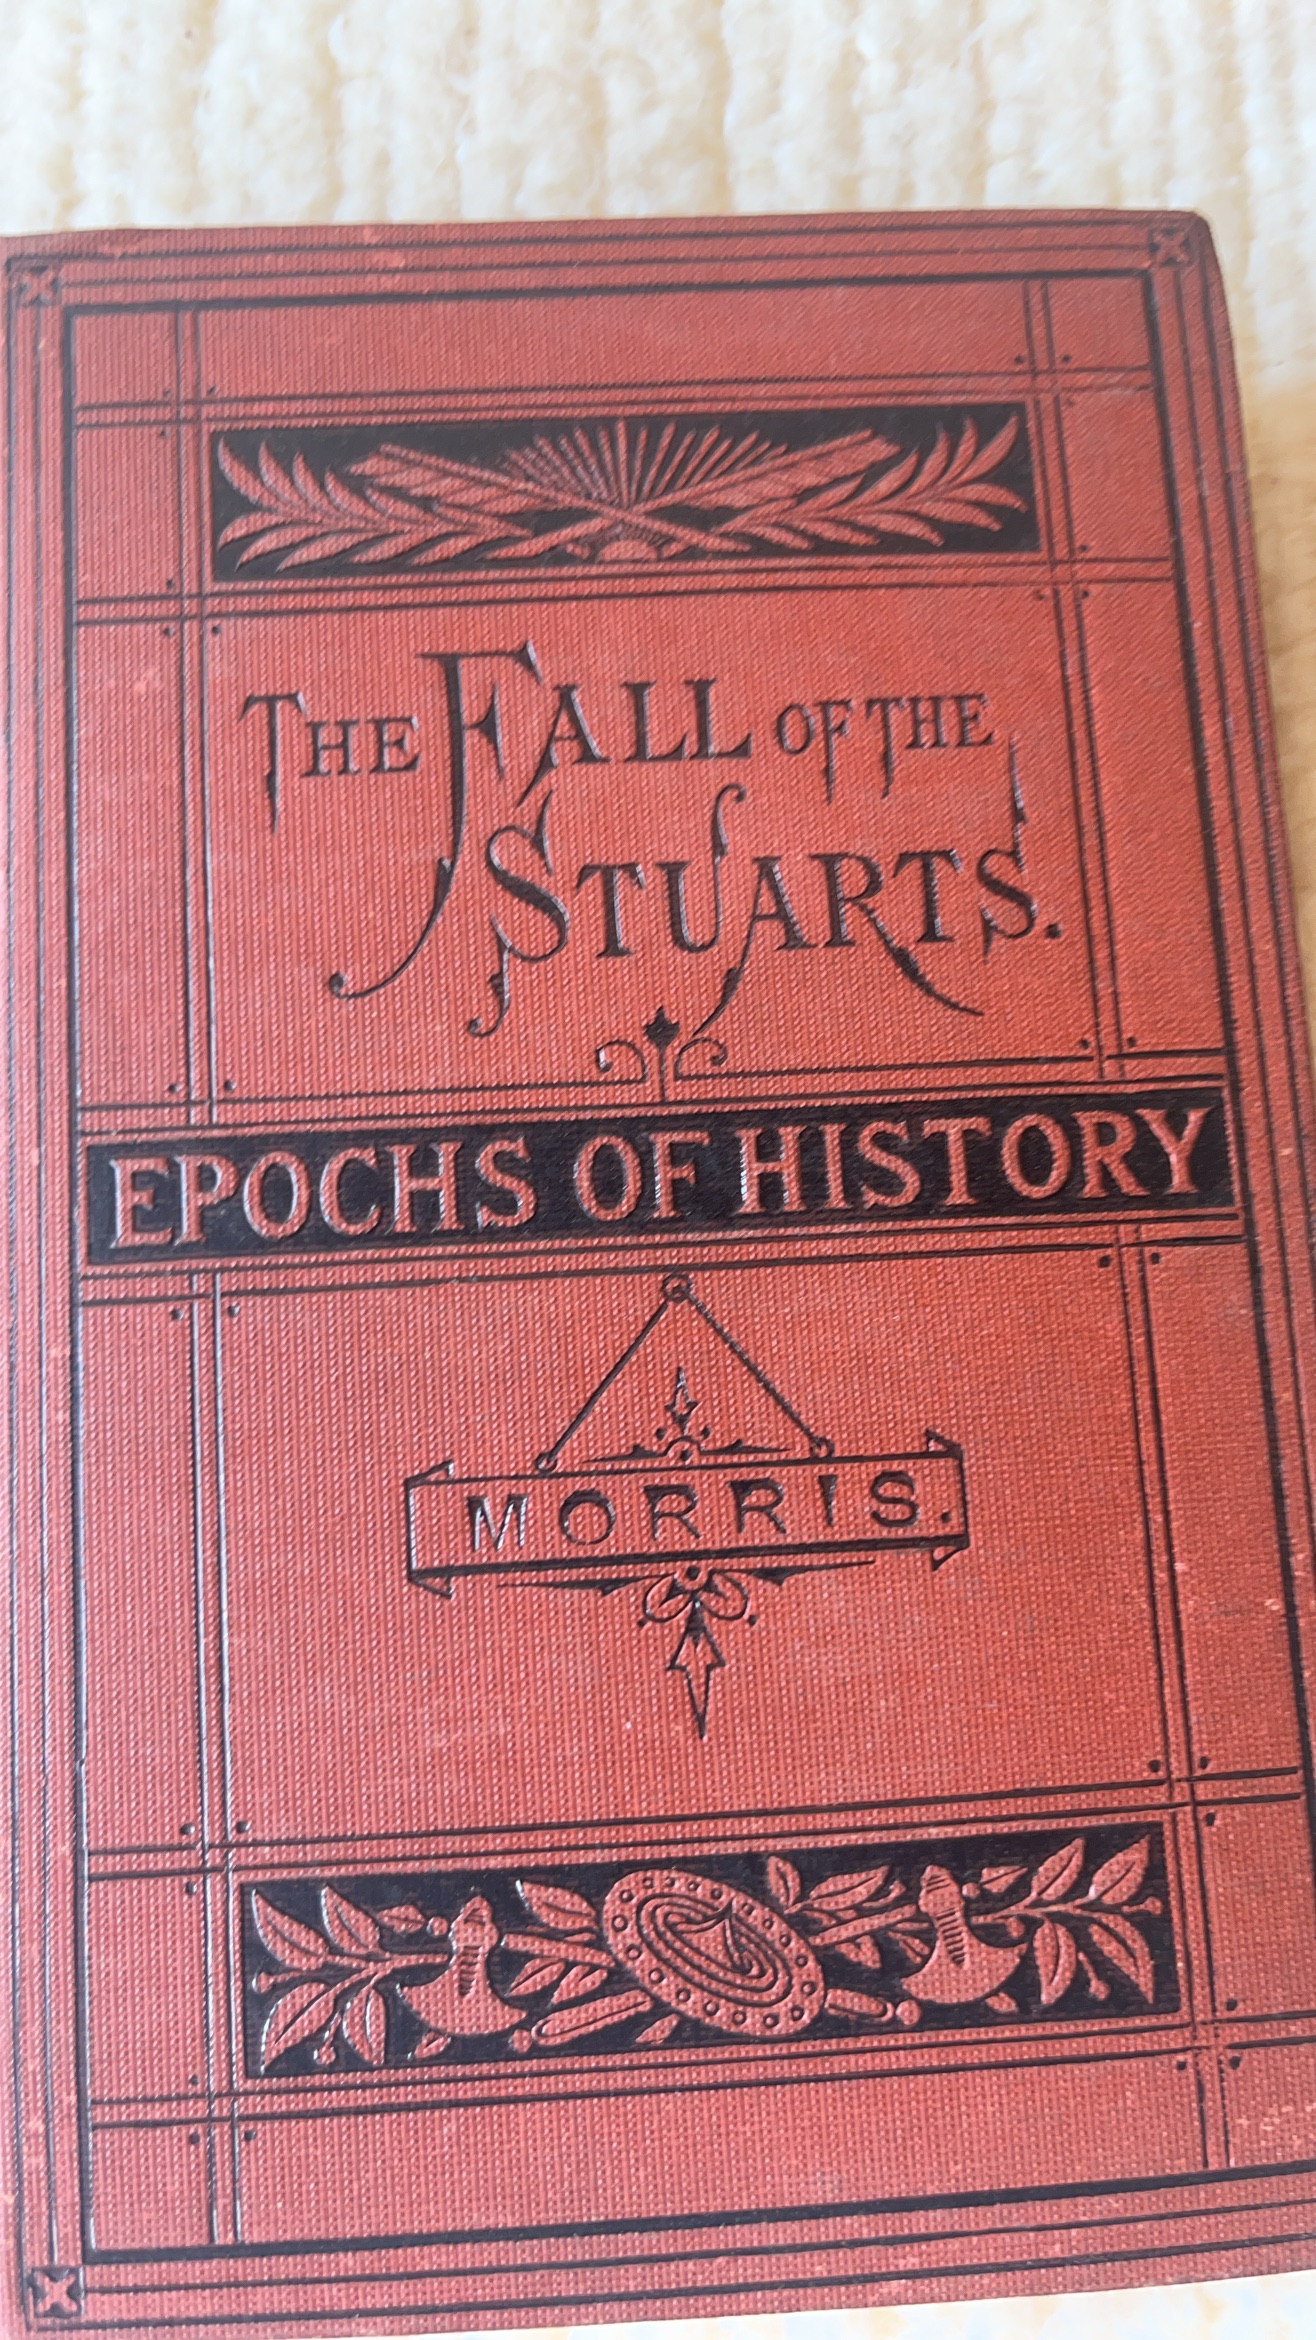 THE FALL OF THE
STUARTS.
EPOCHS OF HISTORY
MORRIS.